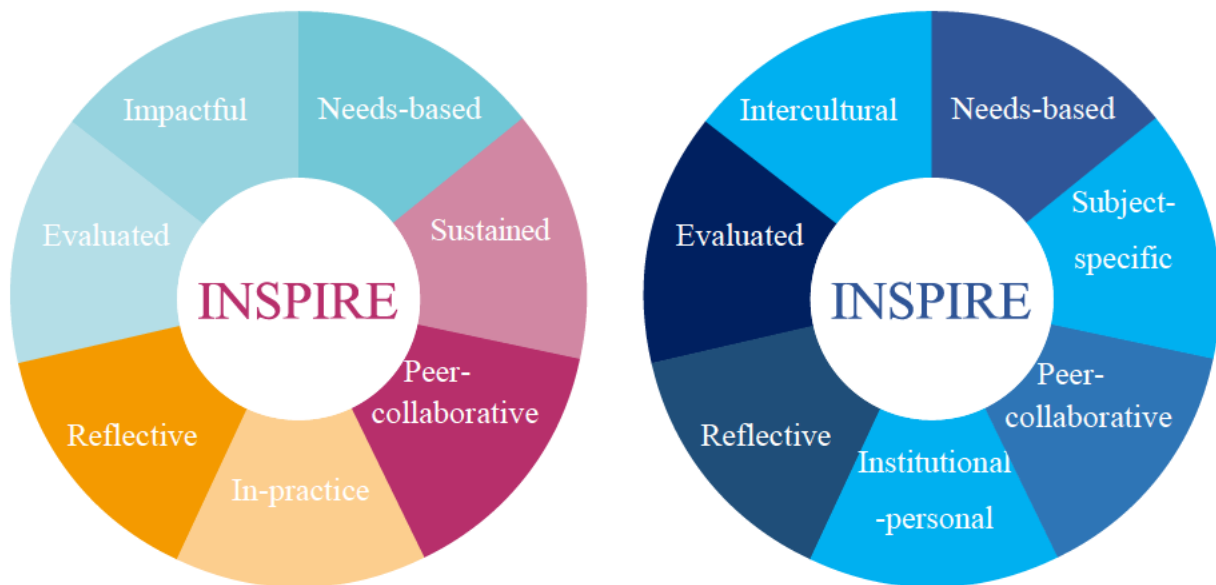 Impactful
Needs-based
Sustained
Peer-
collaborative
In-practice
Reflective
Evaluated
INSPIRE
Intercultural
Needs-based
Subject-
specific
Peer-
collaborative
Institutional
-personal
Reflective
Evaluated
INSPIRE